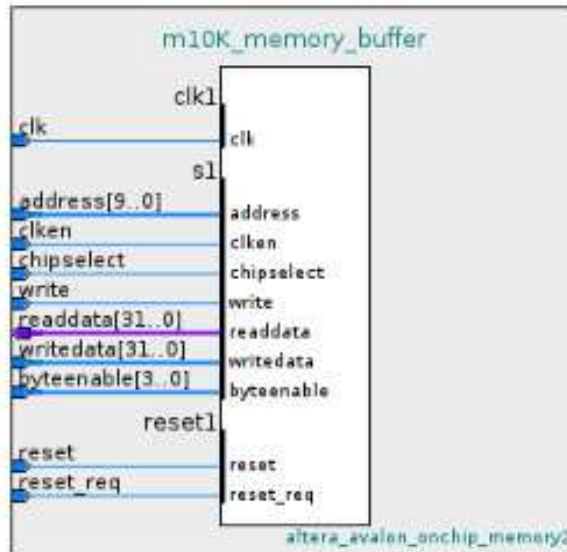 m10K_memory_buffer
clk1
clk
clk
s1
address[9..0]
address
clken
clken
chipselect
chipselect
write
write
readdata[31..0]
readdata
writedata[31..0]
writedata
byteenable[3..0]
byteenable
reset1
reset
reset
reset_req
reset_req
altera_avalon_onchip_memory2